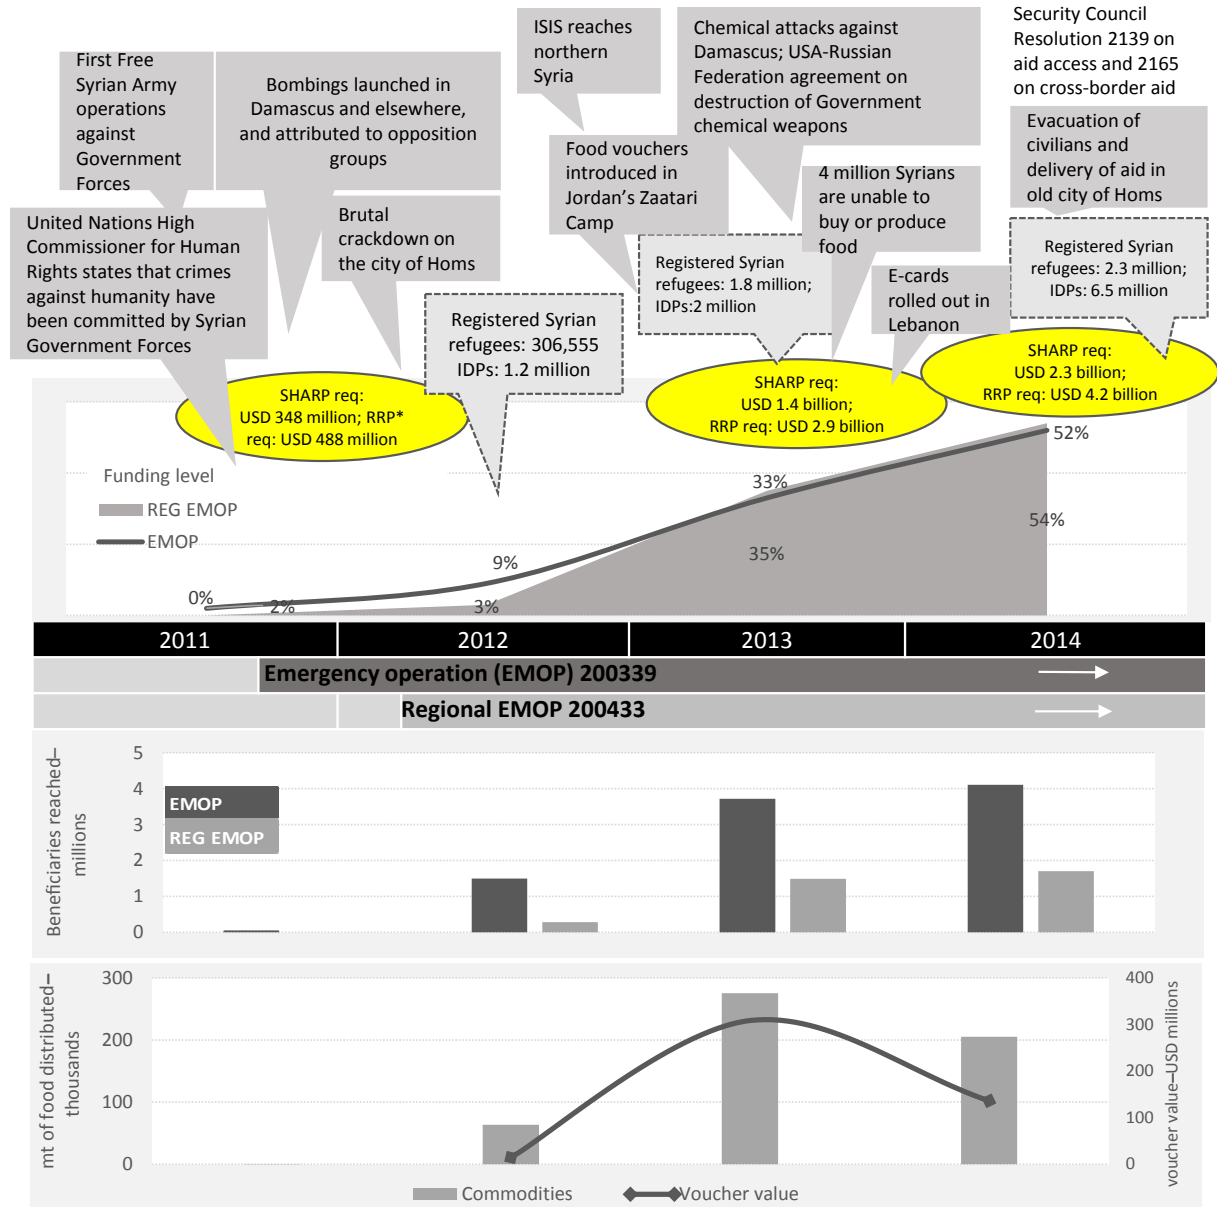 First Free
Syrian Army
operations
against
Government
Forces
Bombings launched in
Damascus and elsewhere,
and attributed to opposition
groups
ISIS reaches
northern
Syria
Chemical attacks against
Damascus; USA-Russian
Federation agreement on
destruction of Government
chemical weapons
Security Council
Resolution 2139 on
aid access and 2165
on cross-border aid
United Nations High
Commissioner for Human
Rights states that crimes
against humanity have
been committed by Syrian
Government Forces
Brutal
crackdown on
the city of Homs
Food vouchers
introduced in
Jordan's Zaatari
Camp
4 million Syrians
are unable to
buy or produce
food
Evacuation of
civilians and
delivery of aid in
old city of Homs
Registered Syrian
refugees: 306,555
IDPs: 1.2 million
Registered Syrian
refugees: 1.8 million;
IDPs:2 million
E-cards
rolled out in
Lebanon
Registered Syrian
refugees: 2.3 million;
IDPs: 6.5 million
SHARP req:
USD 348 million; RRP*
req: USD 488 million
SHARP req:
USD 1.4 billion;
RRP req: USD 2.9 billion
SHARP req:
USD 2.3 billion;
RRP req: USD 4.2 billion
Funding level
REG EMOP
EMOP
0%
2%
9%
3%
33%
35%
52%
54%
2011 2012 2013 2014
Emergency operation (EMOP) 200339
Regional EMOP 200433
Beneficiaries reached–
millions
5
4
3
2
1
0
EMOP
REG EMOP
mt of food distributed–
thousands
300
200
100
0
400
300
200
100
0
voucher value–USD millions
Commodities Voucher value